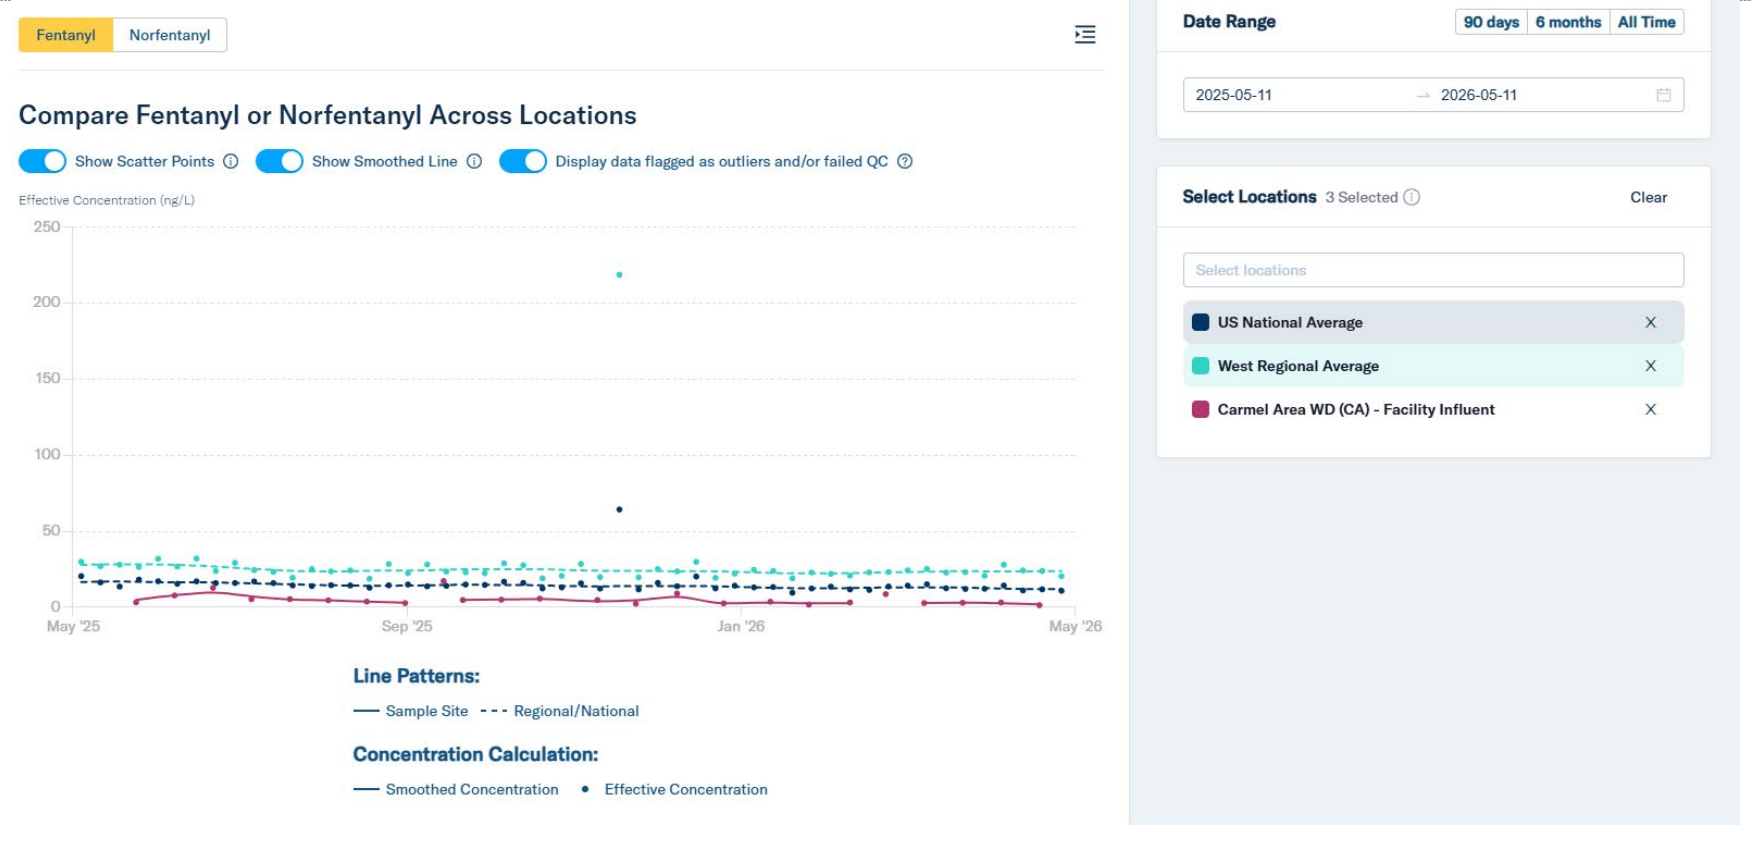 Fentanyl Norfentanyl
Compare Fentanyl or Norfentanyl Across Locations
Show Scatter Points Show Smoothed Line Display data flagged as outliers and/or failed QC
Effective Concentration (ng/L)
250
200
150
100
50
0
May '25 Sep '25 Jan '26 May '26
Line Patterns:
Sample Site Regional/National
Concentration Calculation:
Smoothed Concentration Effective Concentration
Date Range 90 days 6 months All Time
2025-05-11 → 2026-05-11
Select Locations 3 Selected Clear
Select locations
US National Average X
West Regional Average X
Carmel Area WD (CA) - Facility Influent X